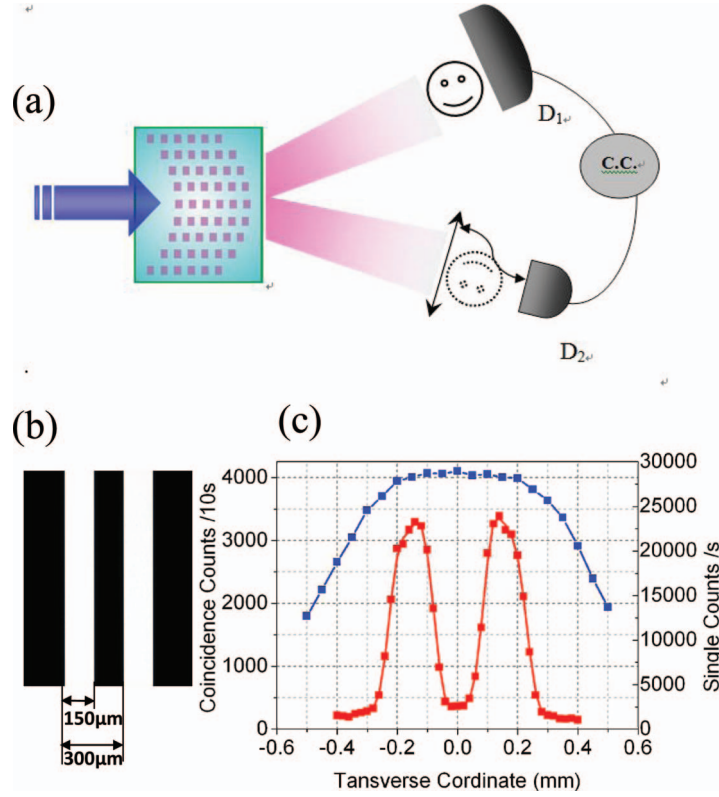 (a)
D1
C.C.
D2
(b)
150μm
300μm
(c)
Coincidence Counts /10s
4000
3000
2000
1000
0
30000
25000
20000
15000
10000
5000
0
Single Counts /s
-0.6
-0.4
-0.2
0.0
0.2
0.4
0.6
Tansverse Cordinate (mm)